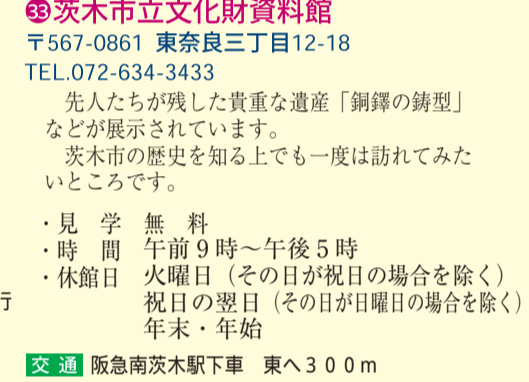 ㉝茨木市立文化財資料館
〒567-0861 東奈良三丁目12-18
TEL.072-634-3433
先人たちが残した貴重な遺産「銅鐸の鋳型」
などが展示されています。
茨木市の歴史を知る上でも一度は訪れてみた
いところです。
・見　学　無　料
・時　間　午前９時～午後５時
・休館日　火曜日（その日が祝日の場合を除く）
行
祝日の翌日（その日が日曜日の場合を除く）
年末・年始
交 通 阪急南茨木駅下車　東へ３００m